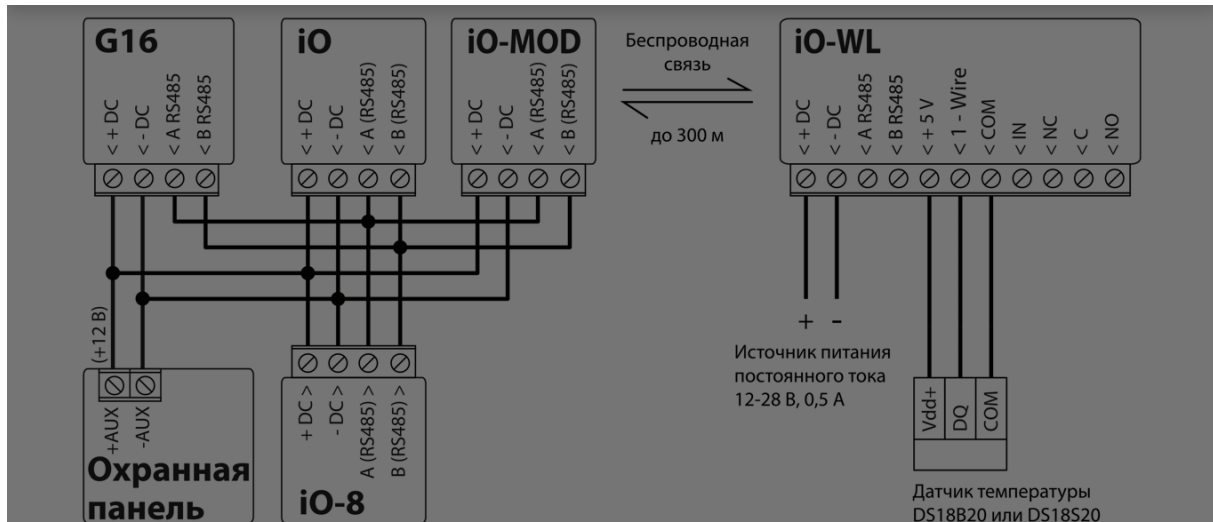 G16
< + DC
< - DC
< A RS485
< B RS485
iO
< + DC
< - DC
< A (RS485)
< B (RS485)
iO-MOD
< + DC
< - DC
< A (RS485)
< B (RS485)
Беспроводная
связь
до 300 м
iO-WL
< + DC
< - DC
< A RS485
< B RS485
< + 5 V
< 1 - Wire
< COM
< IN
< NC
< C
< NO
(+12 В)
+AUX
-AUX
Охранная
панель
+ DC >
- DC >
A (RS485) >
B (RS485) >
iO-8
+ -
Источник питания
постоянного тока
12-28 В, 0,5 А
Vdd+
DQ
COM
Датчик температуры
DS18B20 или DS18S20